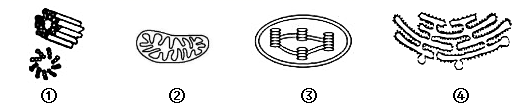 ① ② ③ ④